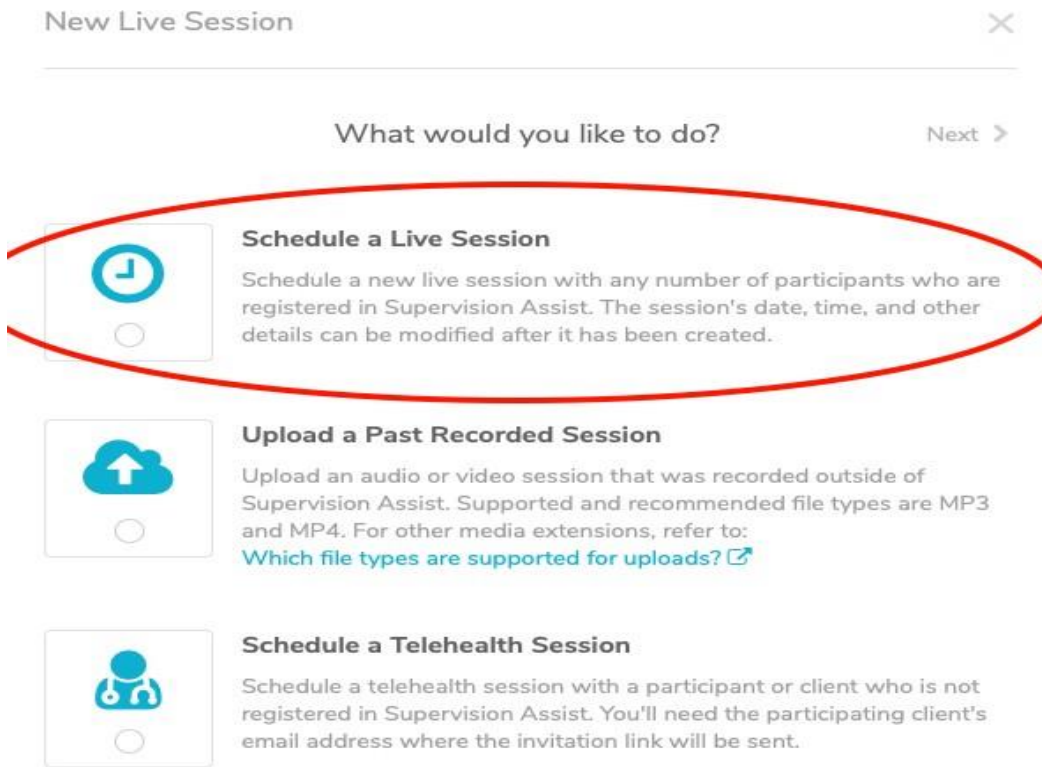 New Live Session
What would you like to do?
Next
Schedule a Live Session
Schedule a new live session with any number of participants who are
registered in Supervision Assist. The session's date, time, and other
details can be modified after it has been created.
Upload a Past Recorded Session
Upload an audio or video session that was recorded outside of
Supervision Assist. Supported and recommended file types are MP3
and MP4. For other media extensions, refer to:
Which file types are supported for uploads?
Schedule a Telehealth Session
Schedule a telehealth session with a participant or client who is not
registered in Supervision Assist. You'll need the participating client's
email address where the invitation link will be sent.